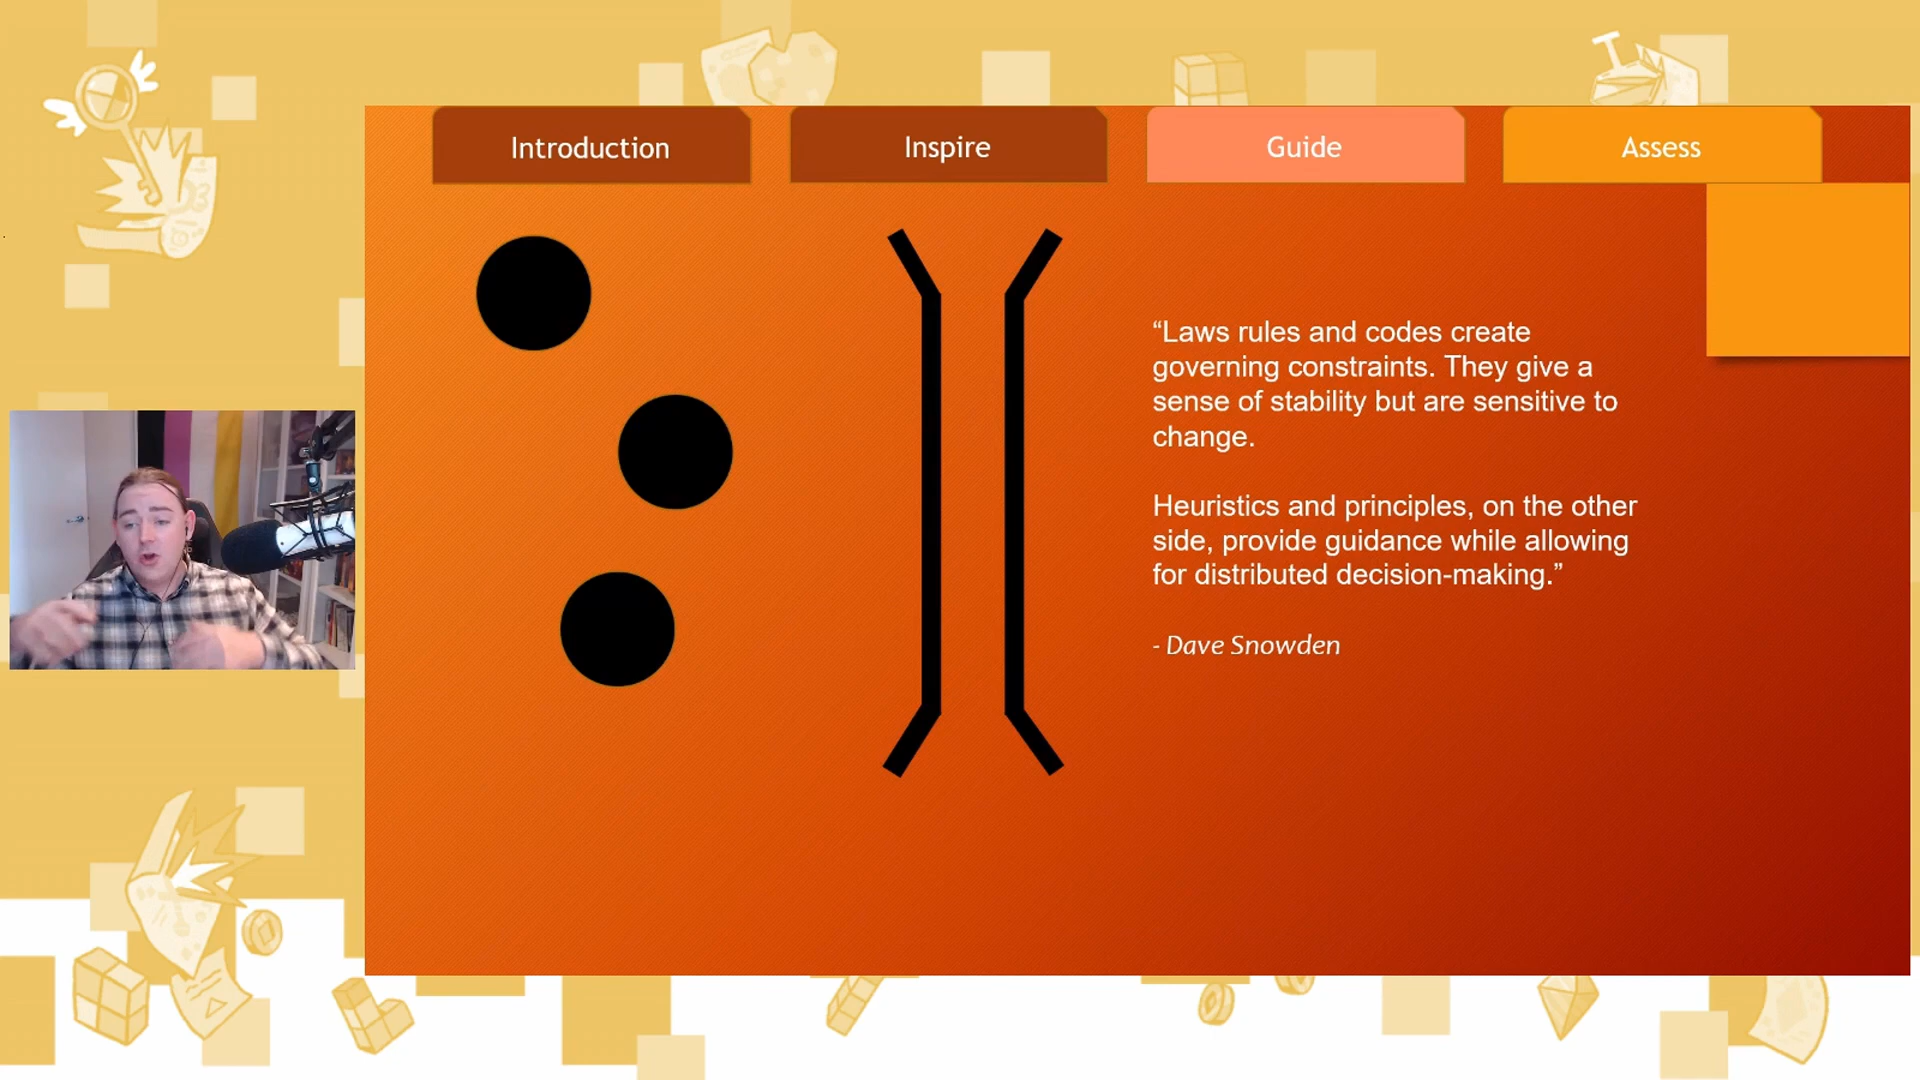 Introduction
Inspire
Guide
Assess
“Laws rules and codes create
governing constraints. They give a
sense of stability but are sensitive to
change.
Heuristics and principles, on the other
side, provide guidance while allowing
for distributed decision-making.”
- Dave Snowden